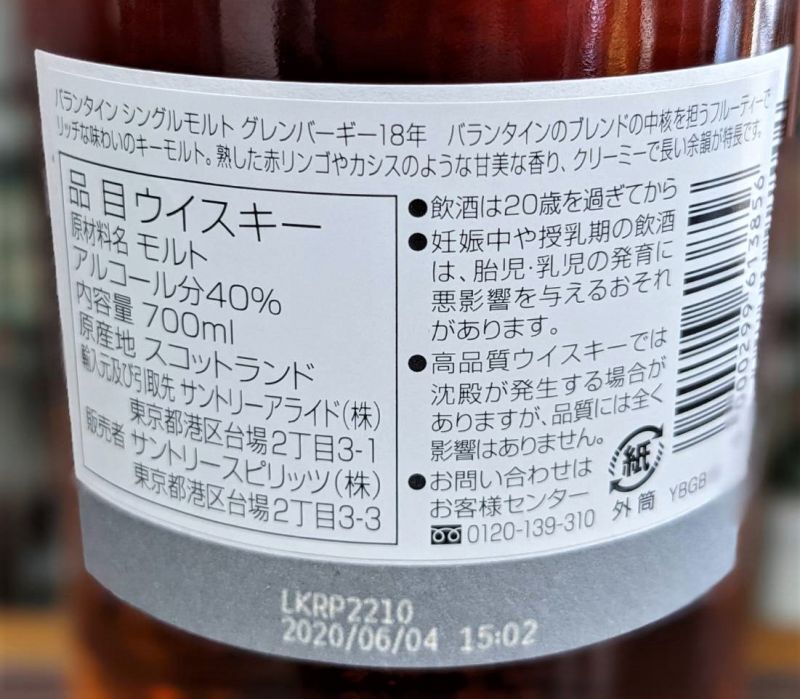 バランタイン シングルモルト グレンバーギー18年　バランタインのブレンドの中核を担うフルーティーで
リッチな味わいのキーモルト。熟した赤リンゴやカシスのような甘美な香り、クリーミーで長い余韻が特長です。
品 目 ウイスキー
原材料名 モルト
アルコール分40%
内容量 700ml
原産地 スコットランド
輸入元及び引取先 サントリーアライド(株)
東京都港区台場2丁目3-1
販売者 サントリースピリッツ(株)
東京都港区台場2丁目3-3
●飲酒は20歳を過ぎてから
●妊娠中や授乳期の飲酒
は、胎児・乳児の発育に
悪影響を与えるおそれ
があります。
●高品質ウイスキーでは
沈殿が発生する場合が
ありますが、品質には全く
影響はありません。
●お問い合わせは
お客様センター
0120-139-310
紙
外 筒
YBGB
LKRP2210
2020/06/04 15:02